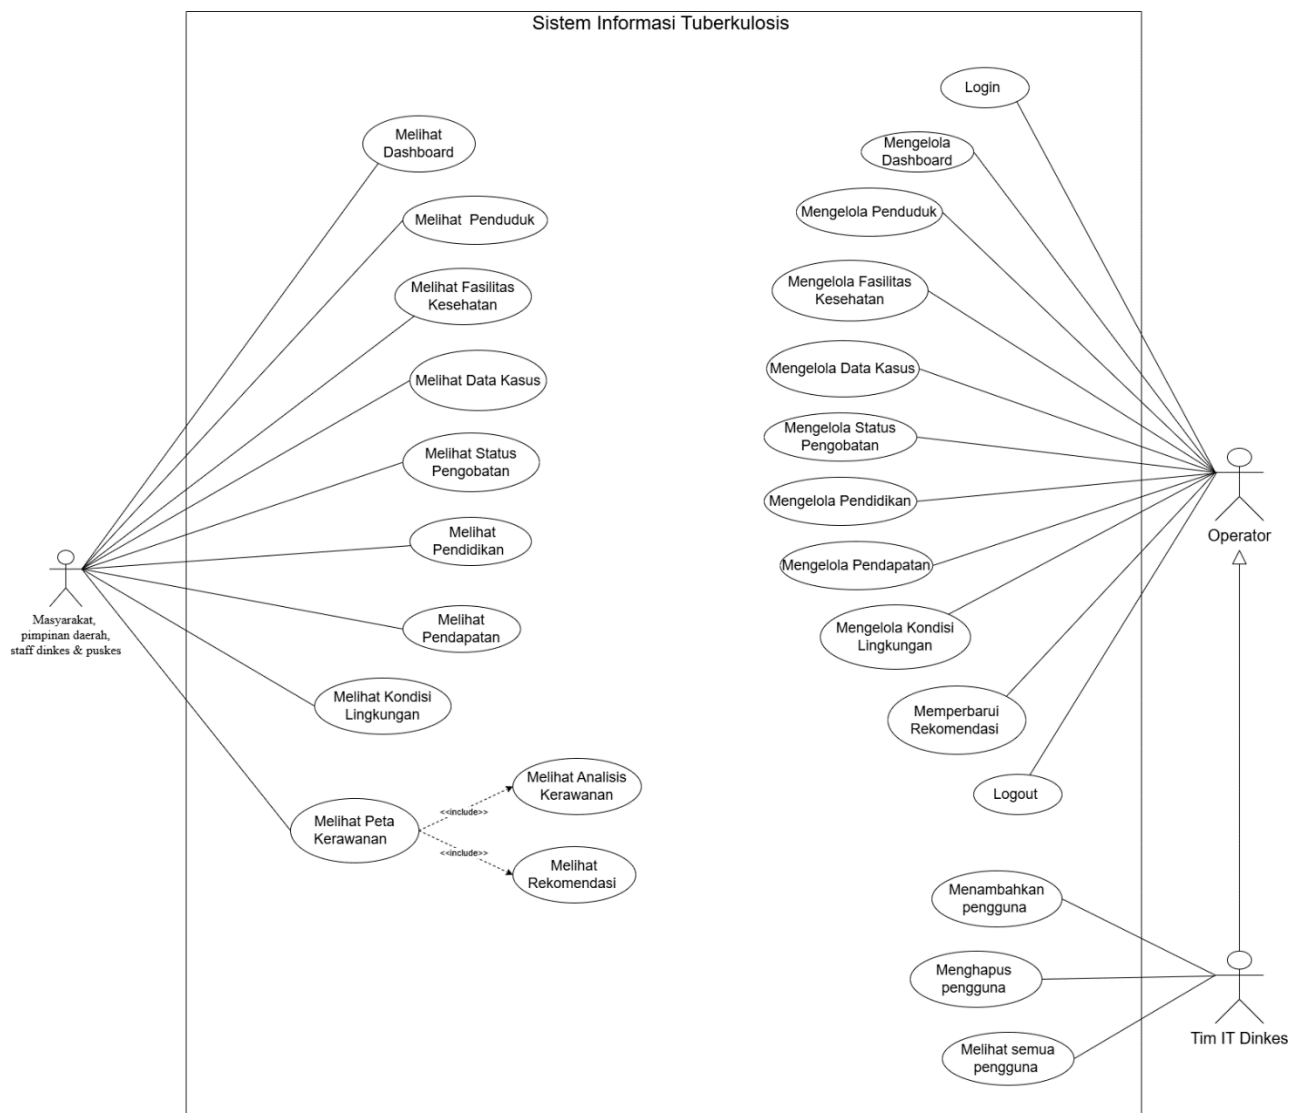 Sistem Informasi Tuberkulosis
Melihat
Dashboard
Melihat Penduduk
Melihat Fasilitas
Kesehatan
Melihat Data Kasus
Melihat Status
Pengobatan
Melihat
Pendidikan
Melihat
Pendapatan
Melihat Kondisi
Lingkungan
Melihat Peta
Kerawanan
<<include>>
<<include>>
Melihat Analisis
Kerawanan
Melihat
Rekomendasi
Masyarakat,
pimpinan daerah,
staff dinkes & puskes
Login
Mengelola
Dashboard
Mengelola Penduduk
Mengelola Fasilitas
Kesehatan
Mengelola Data Kasus
Mengelola Status
Pengobatan
Mengelola Pendidikan
Mengelola Pendapatan
Mengelola Kondisi
Lingkungan
Memperbarui
Rekomendasi
Logout
Operator
Menambahkan
pengguna
Menghapus
pengguna
Melihat semua
pengguna
Tim IT Dinkes